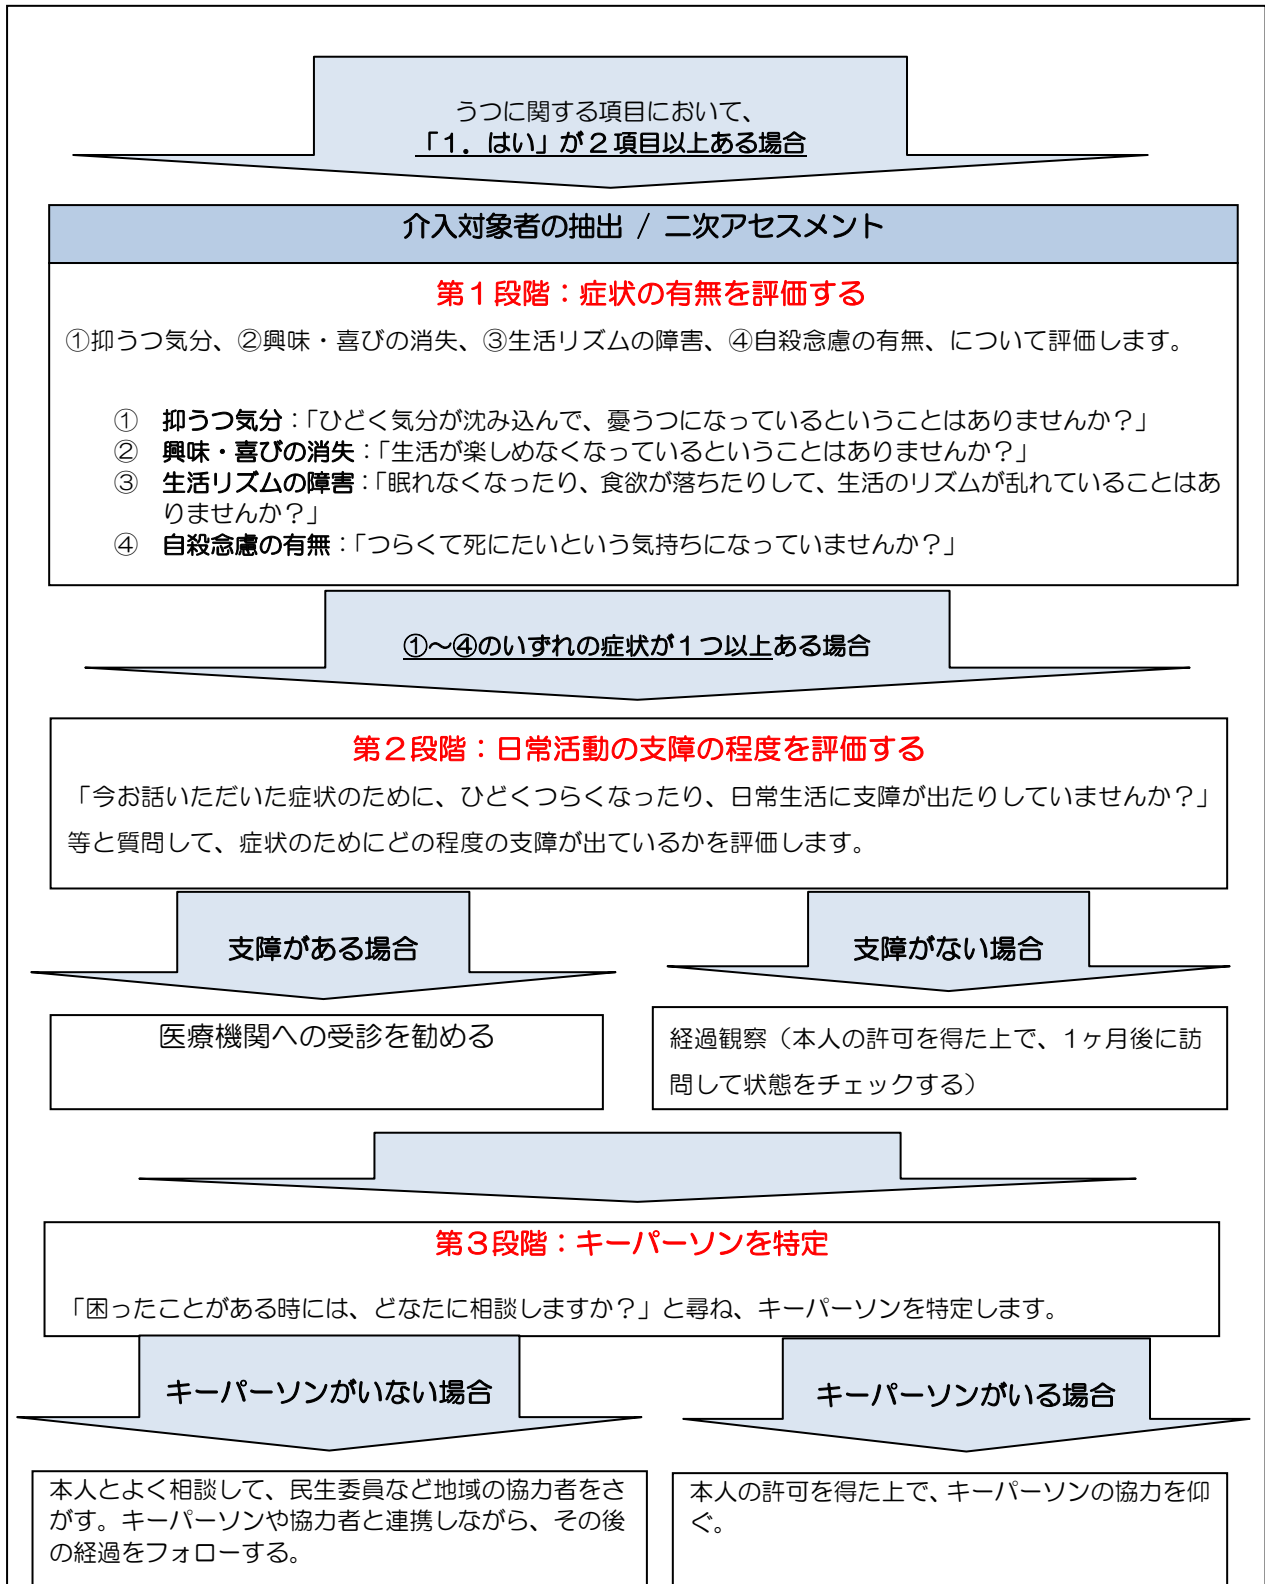 うつに関する項目において、
「１．はい」が２項目以上ある場合
介入対象者の抽出 / 二次アセスメント
第１段階：症状の有無を評価する
①抑うつ気分、②興味・喜びの消失、③生活リズムの障害、④自殺念慮の有無、について評価します。
① 抑うつ気分：「ひどく気分が沈み込んで、憂うつになっているということはありませんか？」
② 興味・喜びの消失：「生活が楽しめなくなっているということはありませんか？」
③ 生活リズムの障害：「眠れなくなったり、食欲が落ちたりして、生活のリズムが乱れていることはあ
りませんか？」
④ 自殺念慮の有無：「つらくて死にたいという気持ちになっていませんか？」
①～④のいずれの症状が１つ以上ある場合
第２段階：日常活動の支障の程度を評価する
「今お話いただいた症状のために、ひどくつらくなったり、日常生活に支障が出たりしていませんか？」
等と質問して、症状のためにどの程度の支障が出ているかを評価します。
支障がある場合
支障がない場合
医療機関への受診を勧める
経過観察（本人の許可を得た上で、1ヶ月後に訪
問して状態をチェックする）
第３段階：キーパーソンを特定
「困ったことがある時には、どなたに相談しますか？」と尋ね、キーパーソンを特定します。
キーパーソンがいない場合
キーパーソンがいる場合
本人とよく相談して、民生委員など地域の協力者をさ
がす。キーパーソンや協力者と連携しながら、その後
の経過をフォローする。
本人の許可を得た上で、キーパーソンの協力を仰
ぐ。